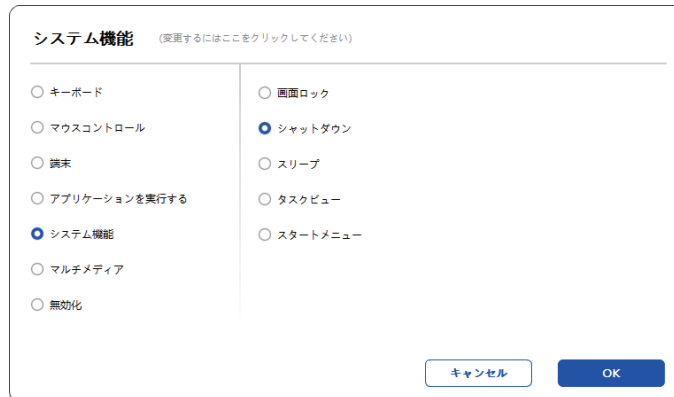 システム機能 (変更するにはここをクリックしてください)
キーボード
マウスコントロール
端末
アプリケーションを実行する
システム機能
マルチメディア
無効化
画面ロック
シャットダウン
スリープ
タスクビュー
スタートメニュー
キャンセル
OK